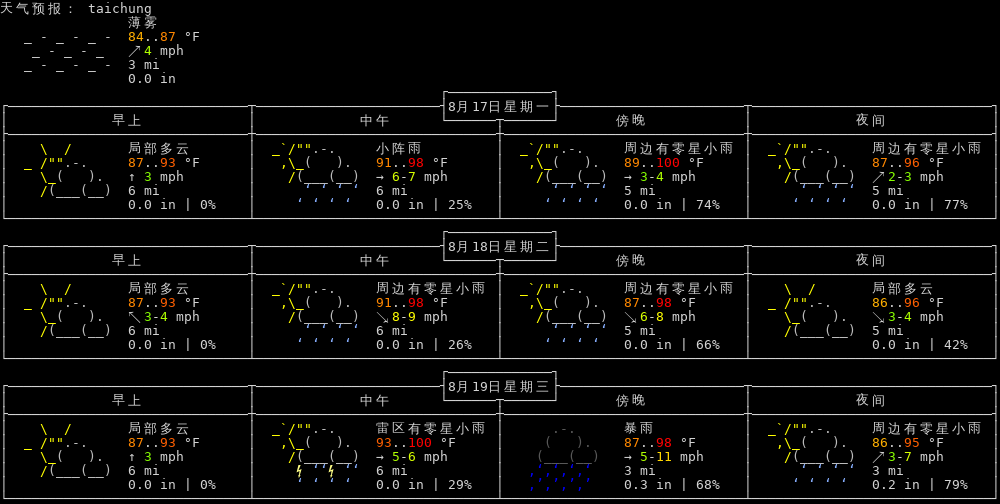 天气预报： taichung
薄雾
84..87 °F
↗ 4 mph
3 mi
0.0 in
8月17日星期一
早上 中午 傍晚 夜间
局部多云 小阵雨 周边有零星小雨 周边有零星小雨
87..93 °F 91..98 °F 89..100 °F 87..96 °F
↑ 3 mph → 6-7 mph → 3-4 mph ↗ 2-3 mph
6 mi 6 mi 5 mi 5 mi
0.0 in | 0% 0.0 in | 25% 0.0 in | 74% 0.0 in | 77%
8月18日星期二
早上 中午 傍晚 夜间
局部多云 周边有零星小雨 周边有零星小雨 局部多云
87..93 °F 91..98 °F 87..98 °F 86..96 °F
↖ 3-4 mph ↘ 8-9 mph ↘ 6-8 mph ↘ 3-4 mph
6 mi 6 mi 5 mi 5 mi
0.0 in | 0% 0.0 in | 26% 0.0 in | 66% 0.0 in | 42%
8月19日星期三
早上 中午 傍晚 夜间
局部多云 雷区有零星小雨 暴雨 周边有零星小雨
87..93 °F 93..100 °F 87..98 °F 86..95 °F
↑ 3 mph → 5-6 mph → 5-11 mph ↗ 3-7 mph
6 mi 6 mi 3 mi 3 mi
0.0 in | 0% 0.0 in | 29% 0.3 in | 68% 0.2 in | 79%